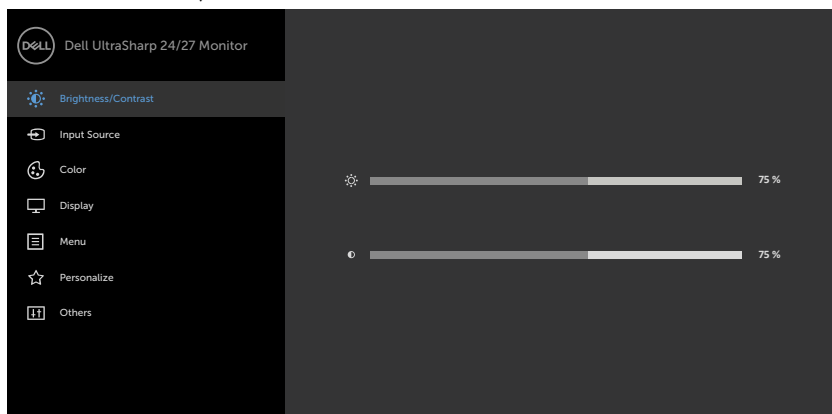 DELL
Dell UltraSharp 24/27 Monitor
Brightness/Contrast
Input Source
Color
75 %
Display
Menu
75 %
Personalize
Others